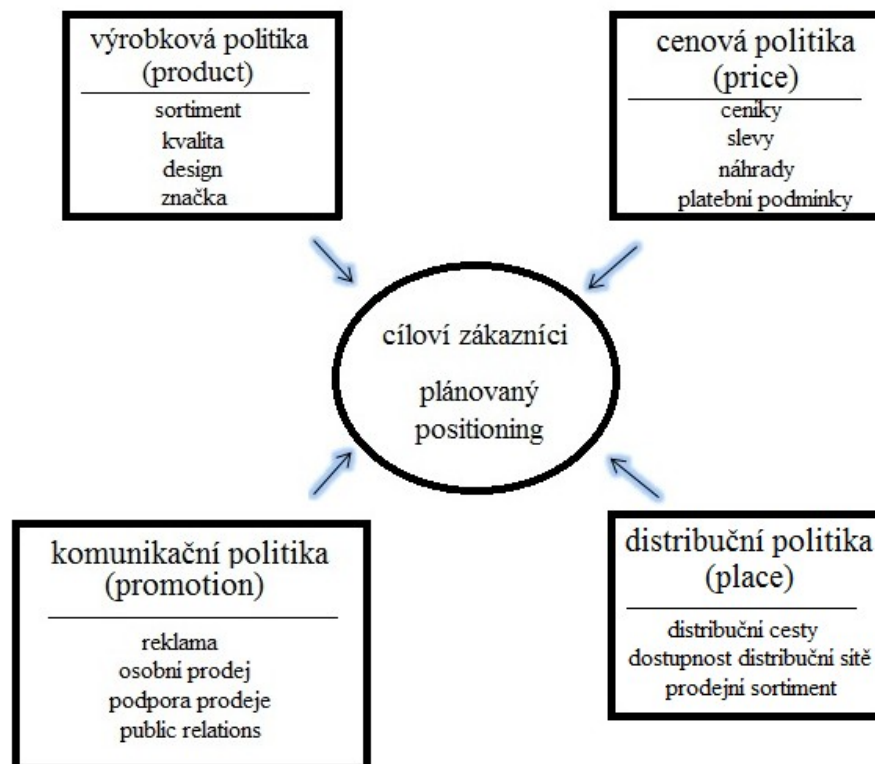 výrobková politika
(product)
sortiment
kvalita
design
značka
cenová politika
(price)
ceníky
slevy
náhrady
platební podmínky
cíloví zákazníci
plánovaný
positioning
komunikační politika
(promotion)
reklama
osobní prodej
podpora prodeje
public relations
distribuční politika
(place)
distribuční cesty
dostupnost distribuční sítě
prodejní sortiment